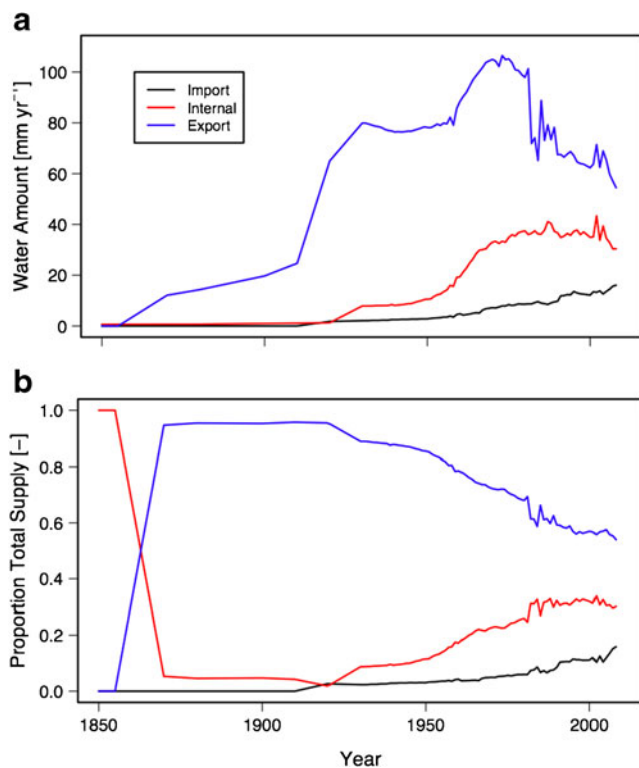 a
Water Amount [mm yr⁻¹]
100
80
60
40
20
0
Import
Internal
Export
b
Proportion Total Supply [−]
1.0
0.8
0.6
0.4
0.2
0.0
1850 1900 1950 2000
Year